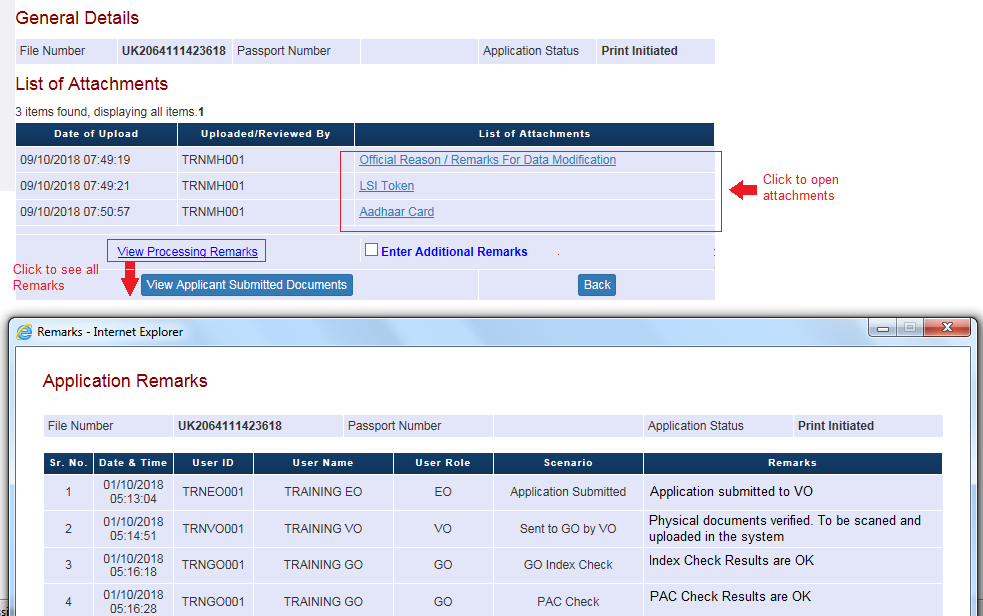 General Details
File Number UK2064111423618 Passport Number Application Status Print Initiated
List of Attachments
3 items found, displaying all items.1
Date of Upload Uploaded/Reviewed By List of Attachments
09/10/2018 07:49:19 TRNMH001 Official Reason / Remarks For Data Modification
09/10/2018 07:49:21 TRNMH001 LSI Token
09/10/2018 07:50:57 TRNMH001 Aadhaar Card
Click to open
attachments
View Processing Remarks Enter Additional Remarks
Click to see all
Remarks
View Applicant Submitted Documents Back
Remarks - Internet Explorer
Application Remarks
File Number UK2064111423618 Passport Number Application Status Print Initiated
Sr. No. Date & Time User ID User Name User Role Scenario Remarks
1 01/10/2018 05:13:04 TRNEO001 TRAINING EO EO Application Submitted Application submitted to VO
2 01/10/2018 05:14:51 TRNVO001 TRAINING VO VO Sent to GO by VO Physical documents verified. To be scaned and
uploaded in the system
3 01/10/2018 05:16:18 TRNGO001 TRAINING GO GO GO Index Check Index Check Results are OK
4 01/10/2018 05:16:28 TRNGO001 TRAINING GO GO PAC Check PAC Check Results are OK